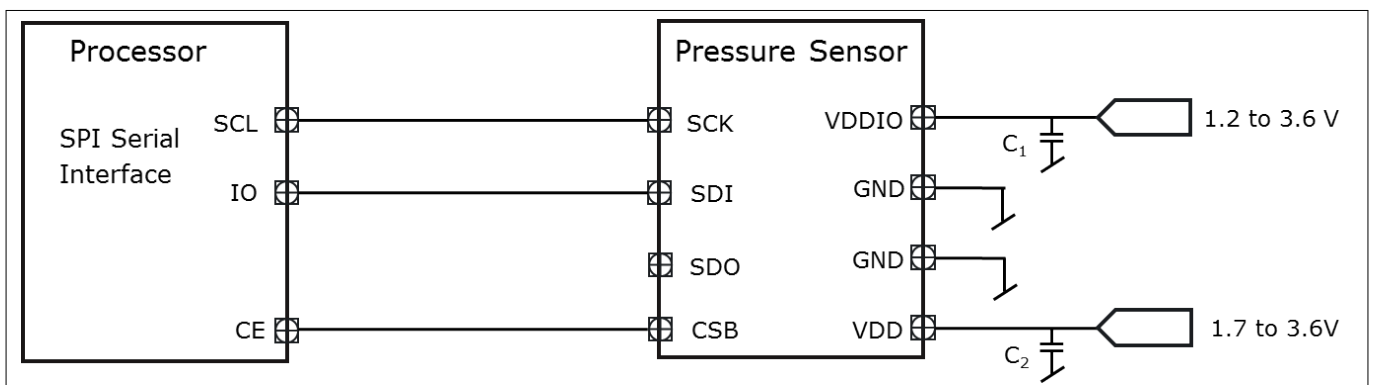 Processor
Pressure Sensor
SPI Serial
Interface
SCL
SCK
VDDIO
C₁
1.2 to 3.6 V
IO
SDI
GND
SDO
GND
CE
CSB
VDD
C₂
1.7 to 3.6V